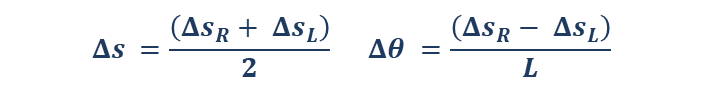 Δs = (Δs_R + Δs_L) / 2    Δθ = (Δs_R − Δs_L) / L